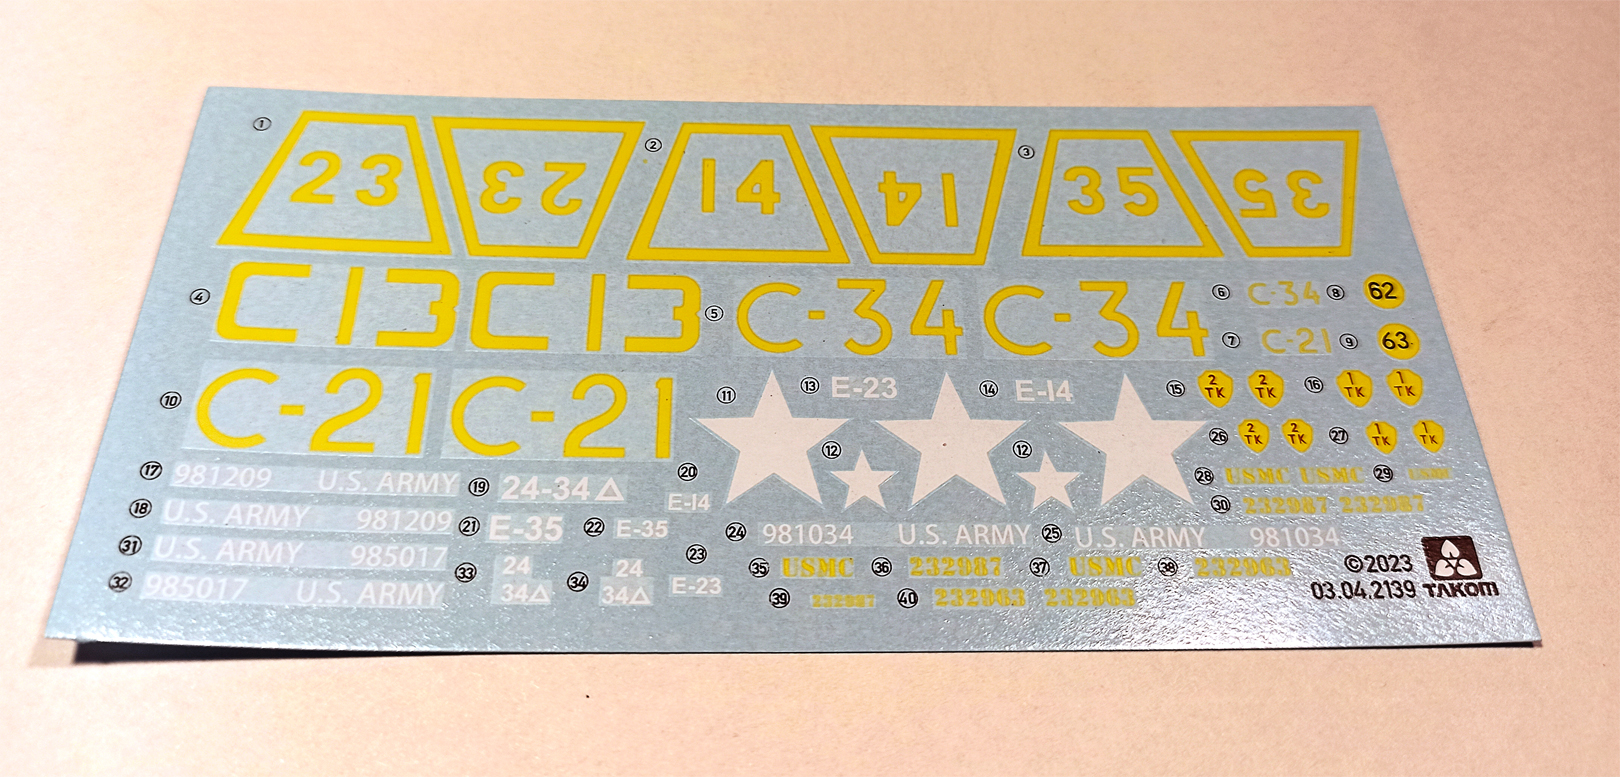 ① 23 23 ② 14 14 ③ 35 35
④ C13 C13 ⑤ C-34 C-34 ⑥ C-34 ⑧ 62
⑦ C-21 ⑨ 63
⑩ C-21 C-21 ⑪ ⑬ E-23 ⑭ E-14 ⑮ 2 TK 2 TK ⑯ 1 TK 1 TK
⑫ ⑫ ㉖ 2 TK 2 TK ㉗ 1 TK 1 TK
⑰ 981209 U.S. ARMY ⑲ 24-34 ⑳ E-14 ㉘ USMC USMC ㉙ USMC
⑱ U.S. ARMY 981209 ㉑ E-35 ㉒ E-35 ㉔ 981034 U.S. ARMY ㉕ U.S. ARMY 981034 ㉚ 232987 232987
㉛ U.S. ARMY 985017 ㉝ 24 34 ㉞ 24 34 ㉓ E-23 ㉟ USMC ㊱ 232987 ㊲ USMC ㊳ 232963
㉜ 985017 U.S. ARMY ㊴ 232987 ㊵ 232963 232963
©2023
03.04.2139 TAKOM